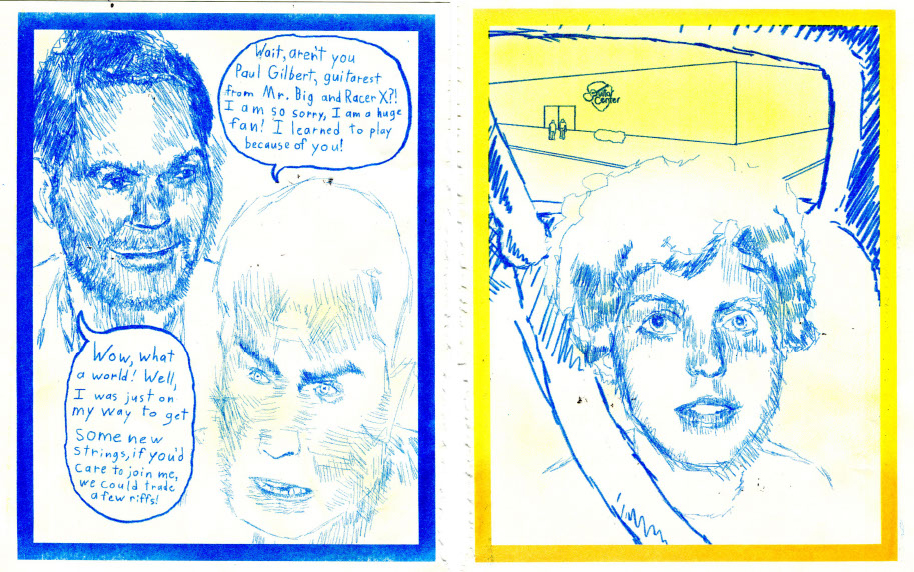 Wait, aren't you
Paul Gilbert, guitarest
from Mr. Big and Racer X?!
I am so sorry, I am a huge
fan! I learned to play
because of you!
Wow, what
a world! Well,
I was just on
my way to get
some new
strings, if you'd
care to join me,
we could trade
a few riffs!
Guitar
Center